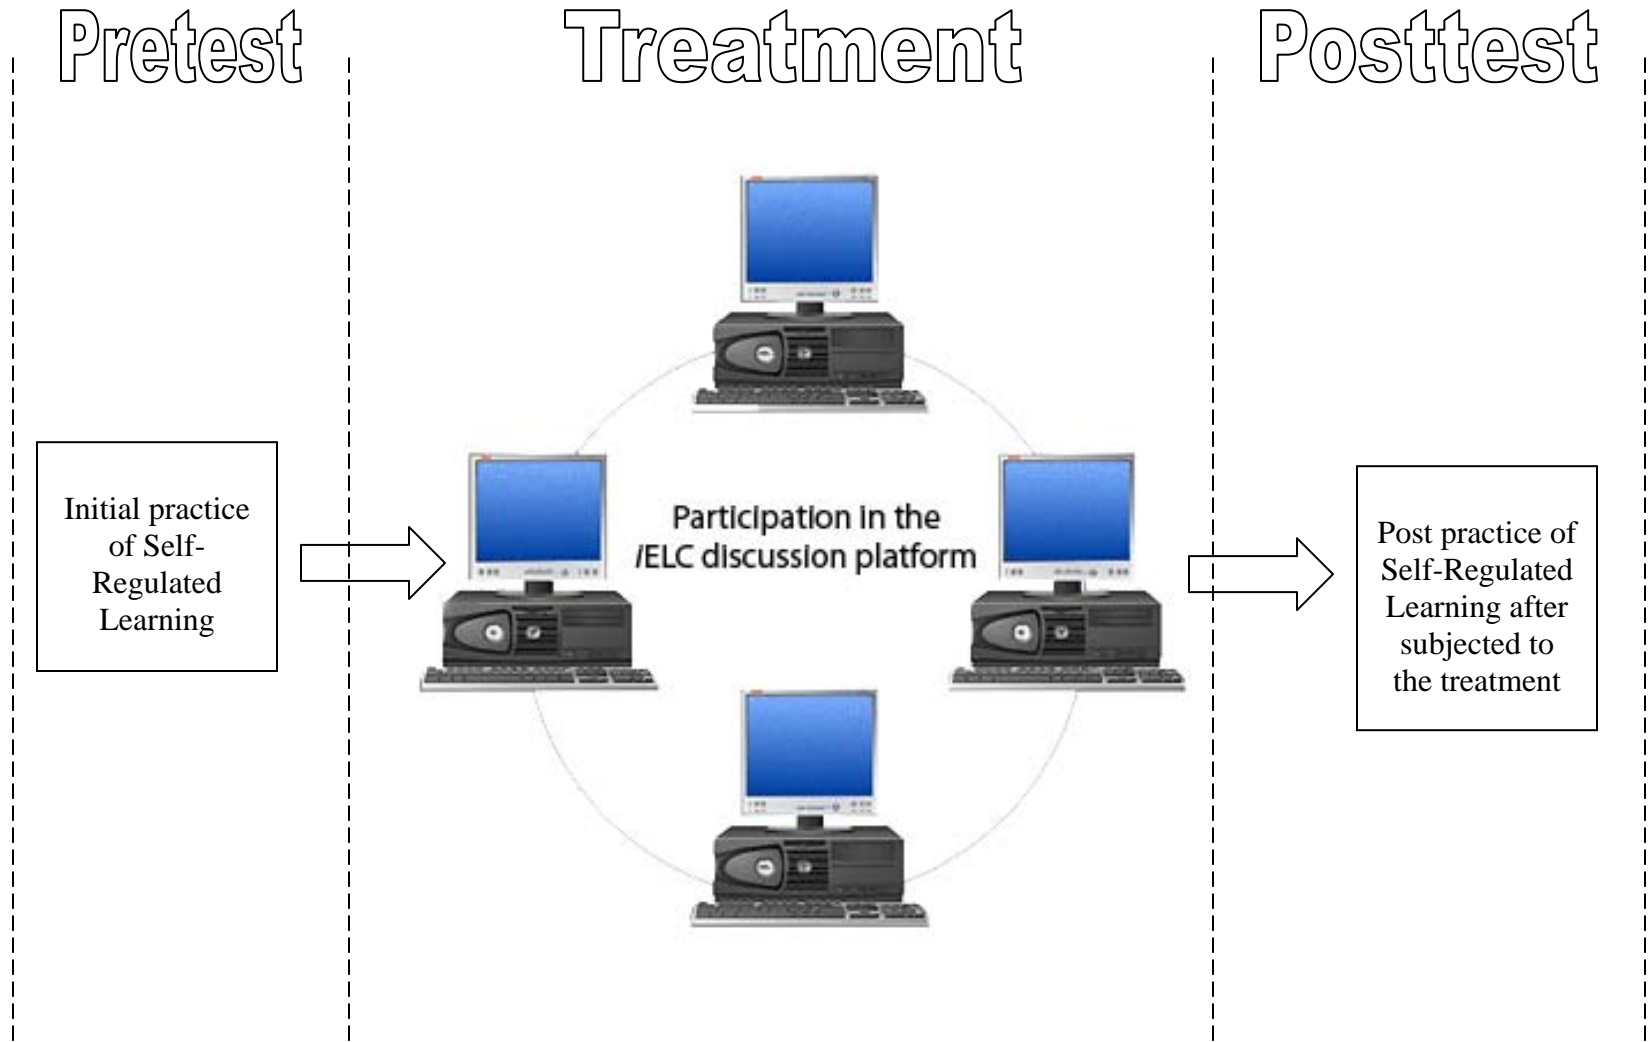 Pretest
Treatment
Posttest
Initial practice
of Self-
Regulated
Learning
Participation in the
iELC discussion platform
Post practice of
Self-Regulated
Learning after
subjected to
the treatment